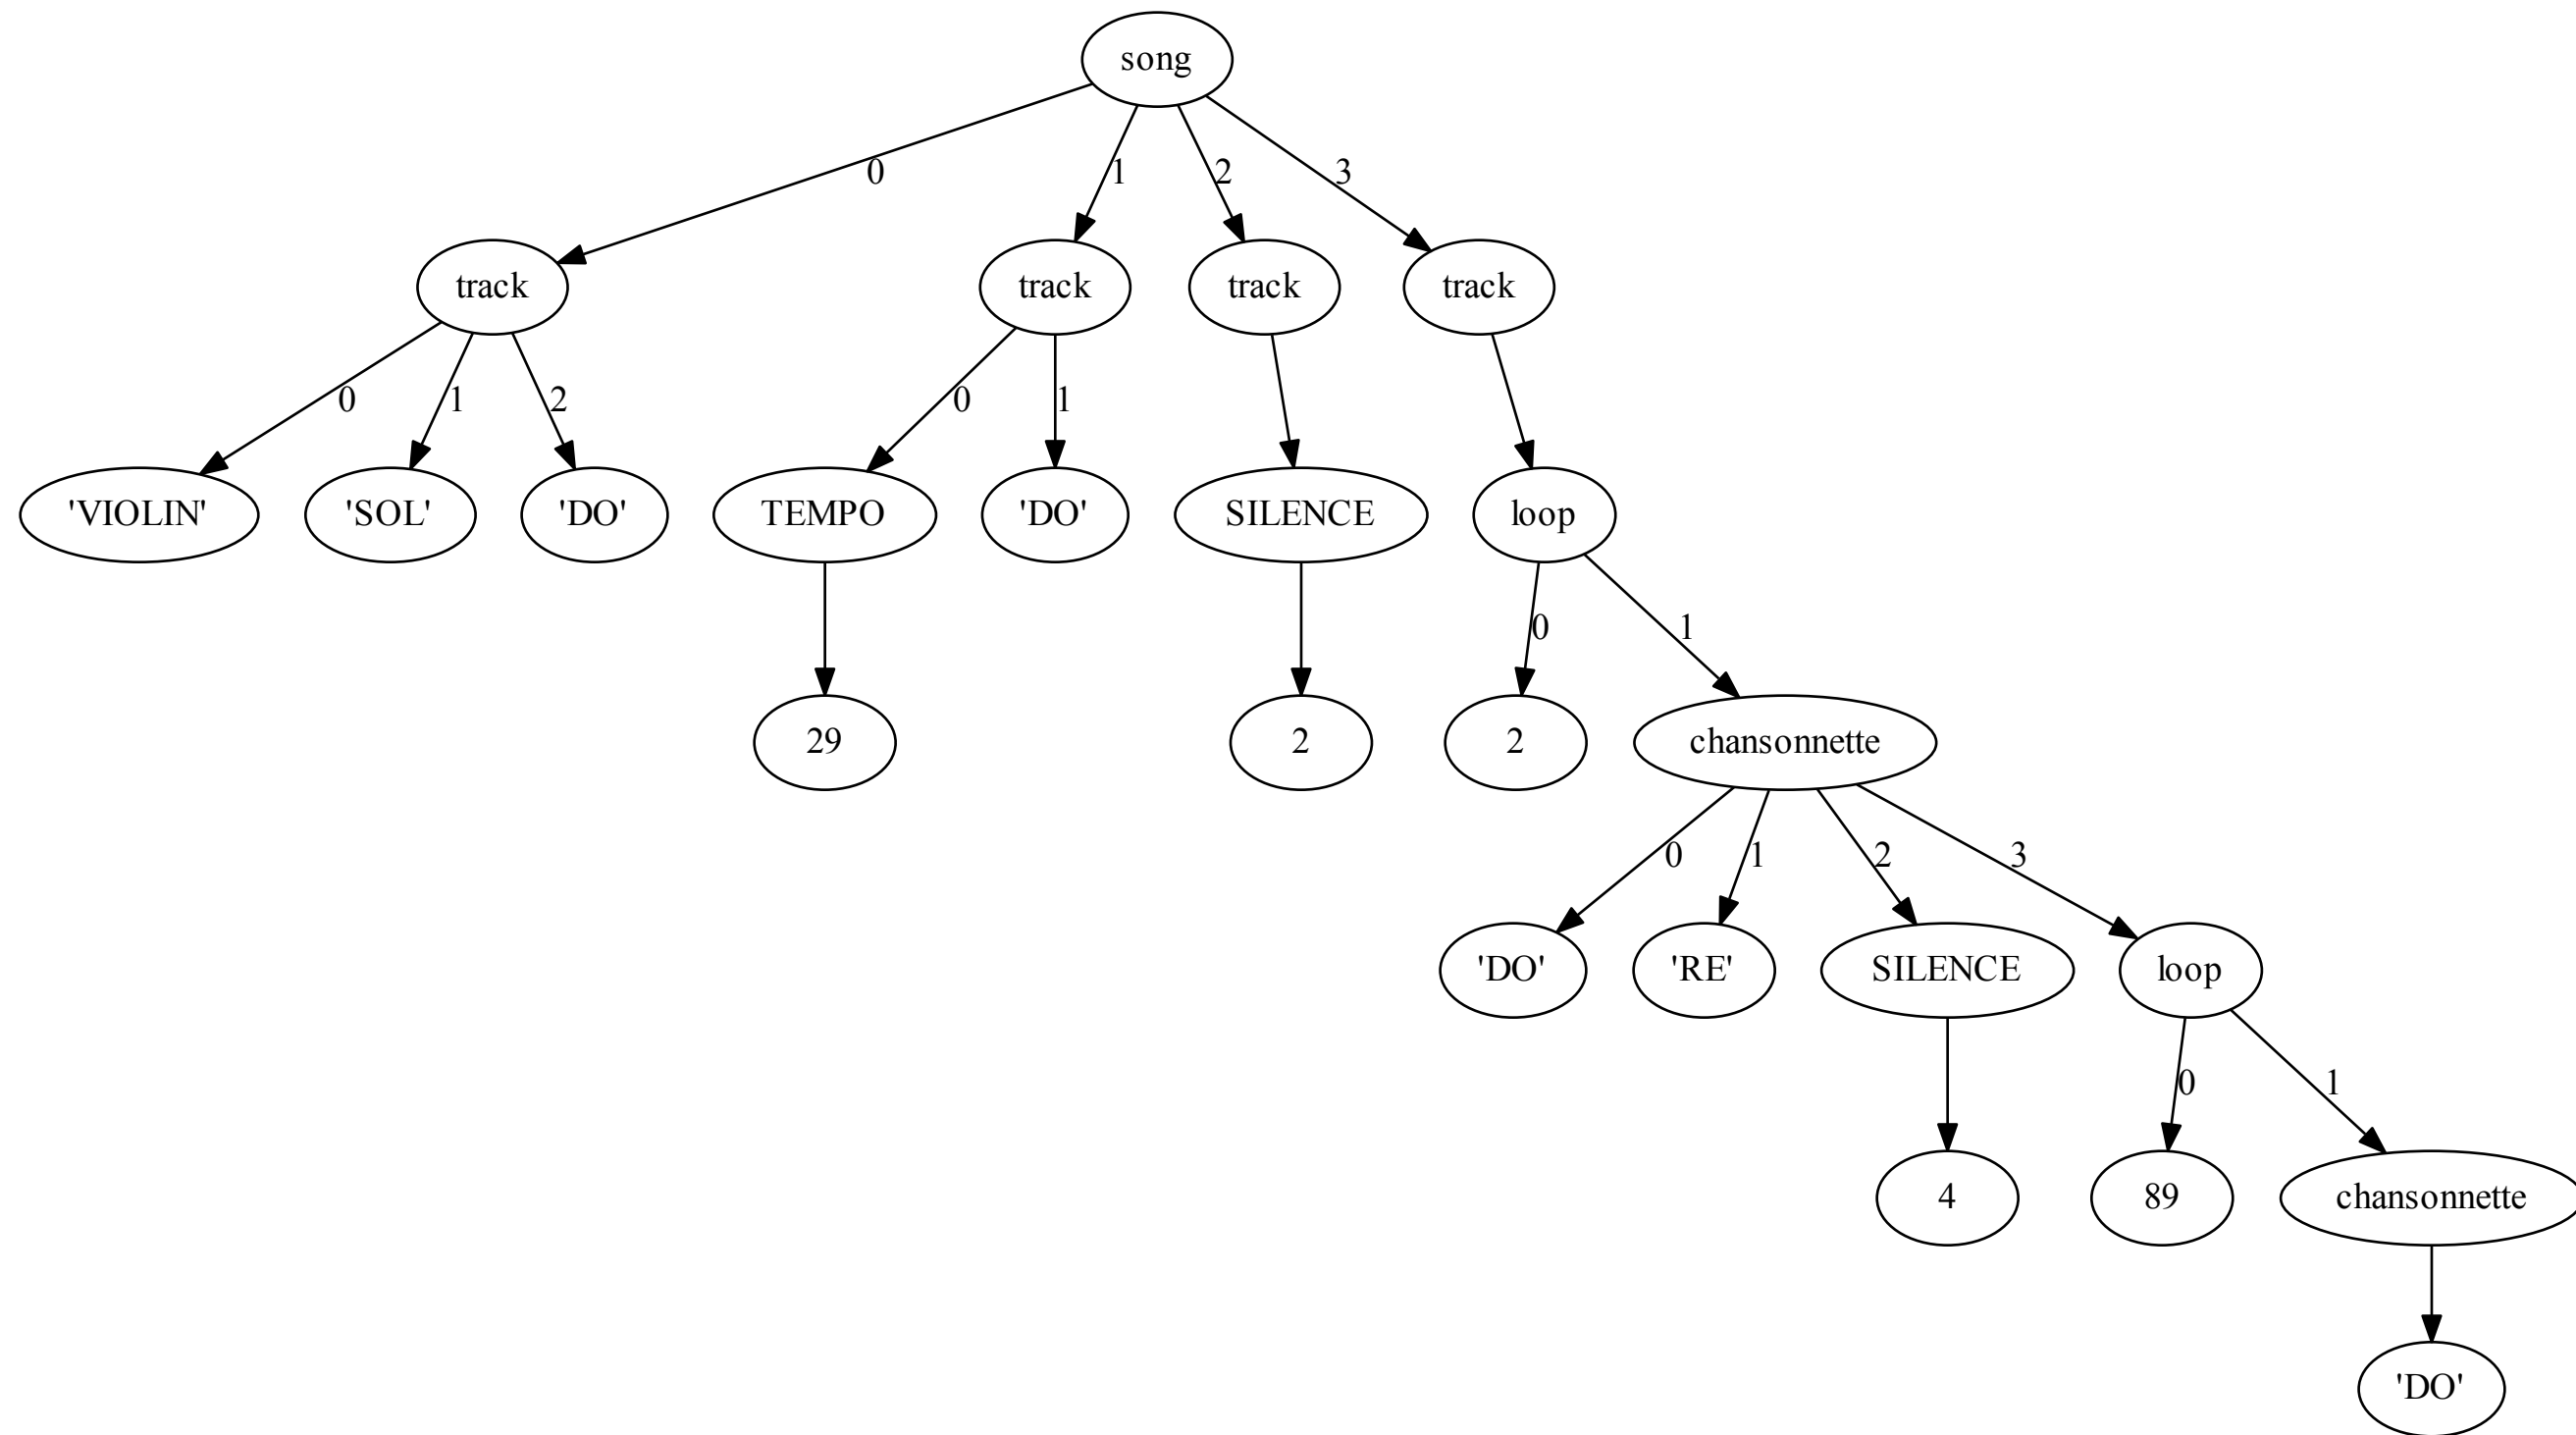 song
0 1 2 3
track track track track
0 1 2 0 1
'VIOLIN' 'SOL' 'DO' TEMPO 'DO' SILENCE loop
0 1
29 2 2 chansonnette
0 1 2 3
'DO' 'RE' SILENCE loop
0 1
4 89 chansonnette
'DO'